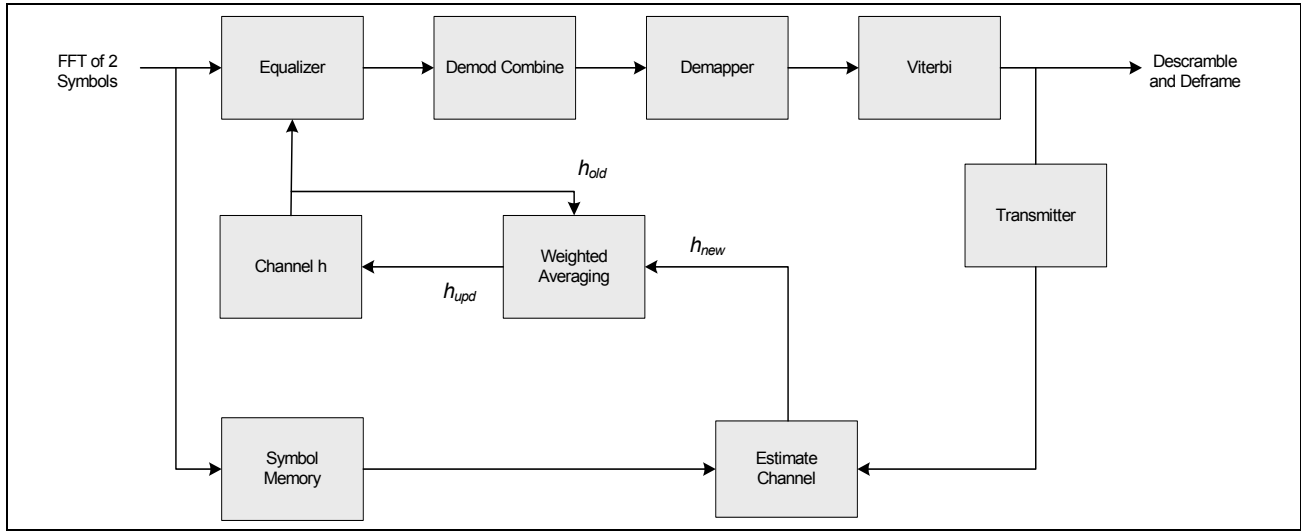 FFT of 2
Symbols
Equalizer
Demod Combine
Demapper
Viterbi
Descramble
and Deframe
h_old
Transmitter
Channel h
Weighted
Averaging
h_new
h_upd
Symbol
Memory
Estimate
Channel